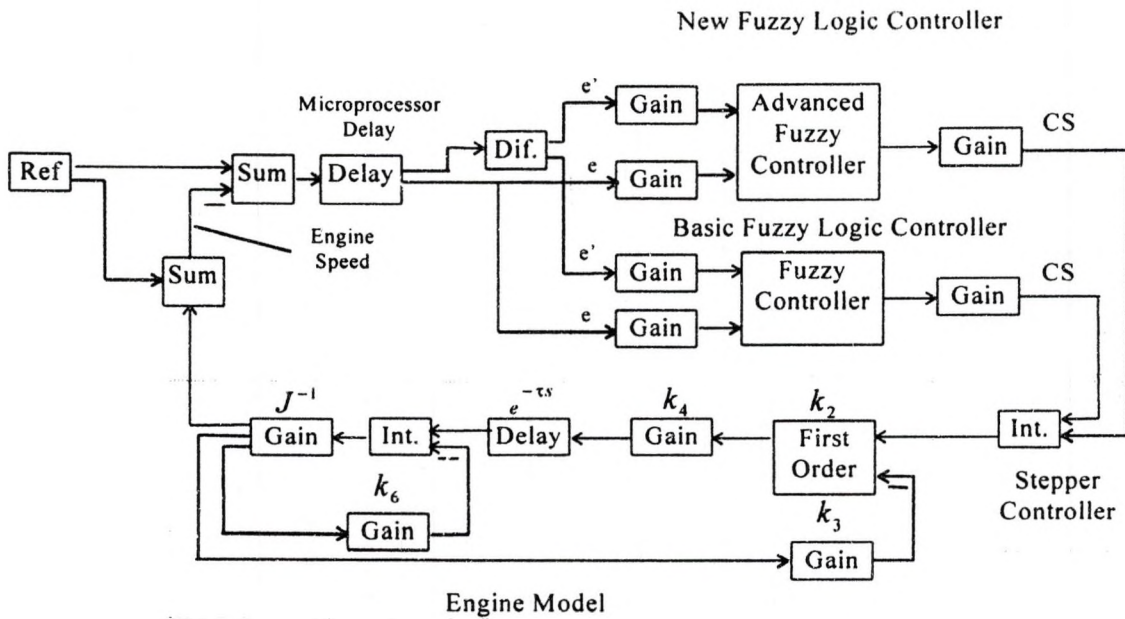 New Fuzzy Logic Controller
Microprocessor
Delay
e'
Gain
Advanced
Fuzzy
Controller
Gain
CS
Ref
Sum
Delay
Dif.
e
Gain
–
Engine
Speed
Basic Fuzzy Logic Controller
Sum
e'
Gain
Fuzzy
Controller
Gain
CS
e
Gain
J⁻¹
Gain
Int.
--
e^{-τs}
Delay
k₄
Gain
k₂
First
Order
–
Int.
Stepper
Controller
k₆
Gain
k₃
Gain
Engine Model